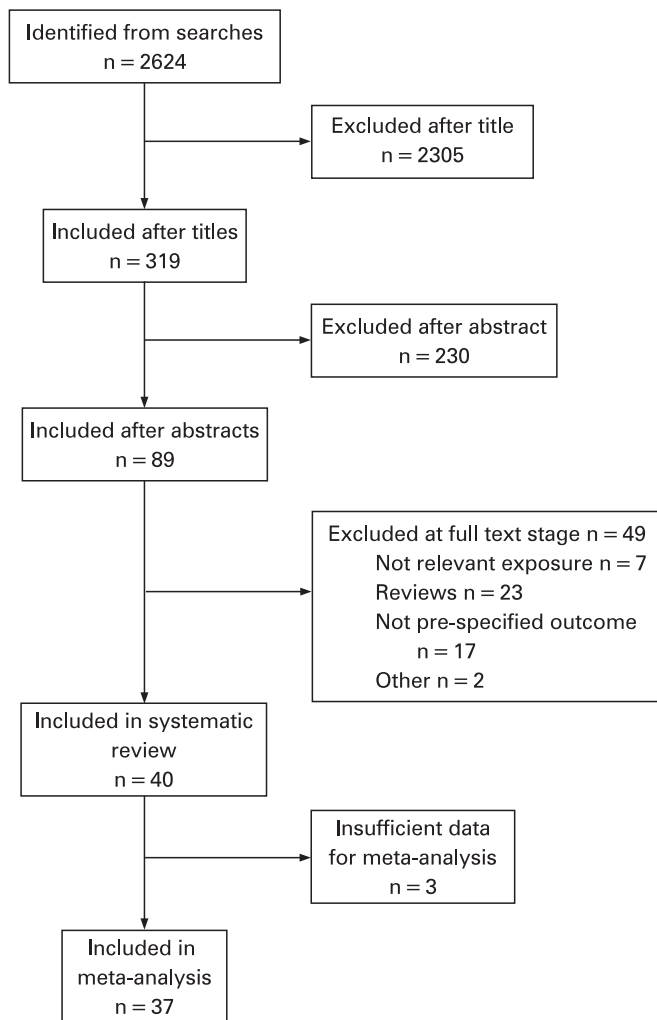 Identified from searches
n = 2624
Excluded after title
n = 2305
Included after titles
n = 319
Excluded after abstract
n = 230
Included after abstracts
n = 89
Excluded at full text stage n = 49
Not relevant exposure n = 7
Reviews n = 23
Not pre-specified outcome
n = 17
Other n = 2
Included in systematic
review
n = 40
Insufficient data
for meta-analysis
n = 3
Included in
meta-analysis
n = 37